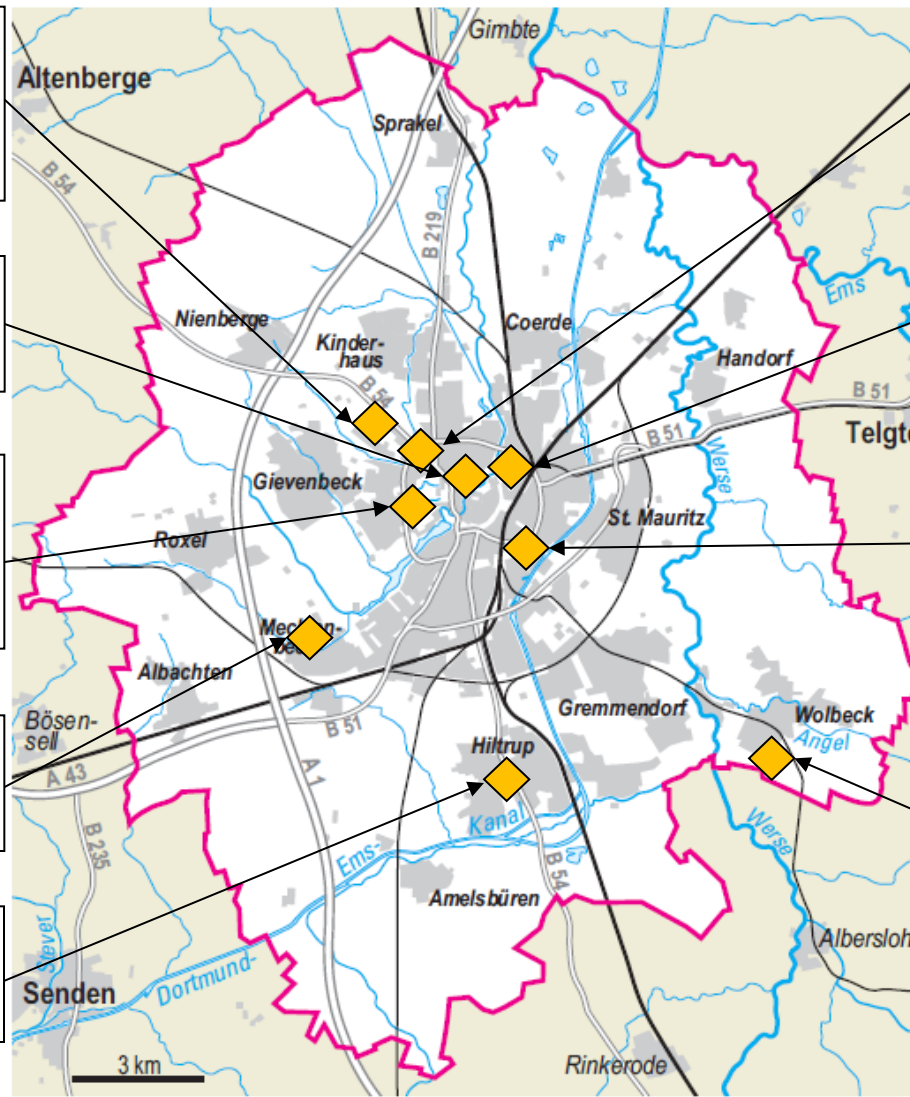 Gimbte
Altenberge
Sprakel
B 54
B 219
Ems
Nienberge
Kinder-
haus
Coerde
Handorf
B 54
B 51
B 51
Telgte
Gievenbeck
Werse
Roxel
St. Mauritz
Albachten
Gremmendorf
Bösen-
sell
Wolbeck
Angel
B 51
Hiltrup
A 43
A 1
Kanal
B 235
Ems-
Werse
B 54
Amelsbüren
Stever
Albersloh
Dortmund-
Senden
3 km
Rinkerode